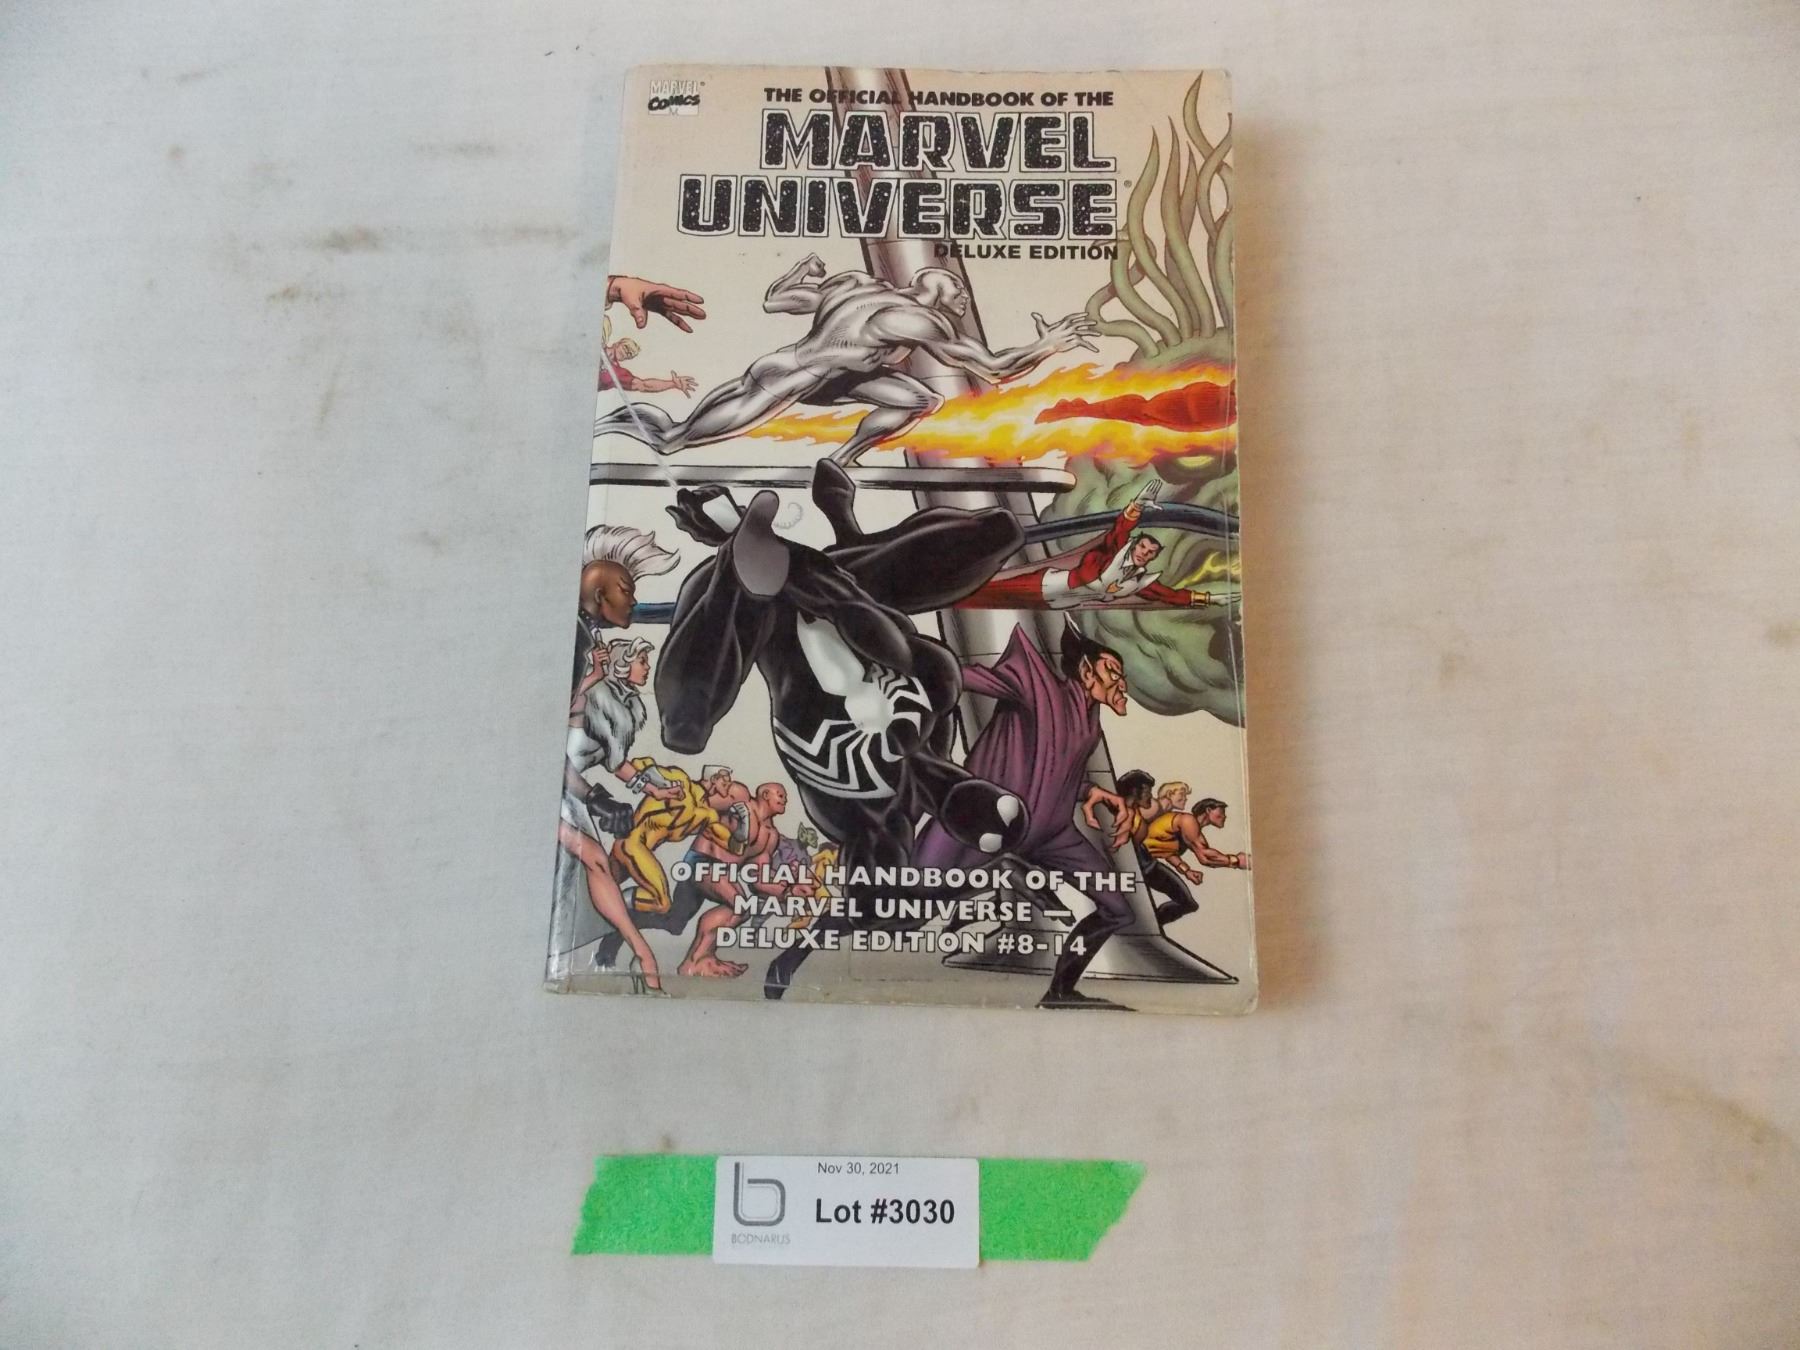 MARVEL
COMICS
THE OFFICIAL HANDBOOK OF THE
MARVEL
UNIVERSE
DELUXE EDITION
OFFICIAL HANDBOOK OF THE
MARVEL UNIVERSE —
DELUXE EDITION #8-14
Nov 30, 2021
Lot #3030
BODNARUS